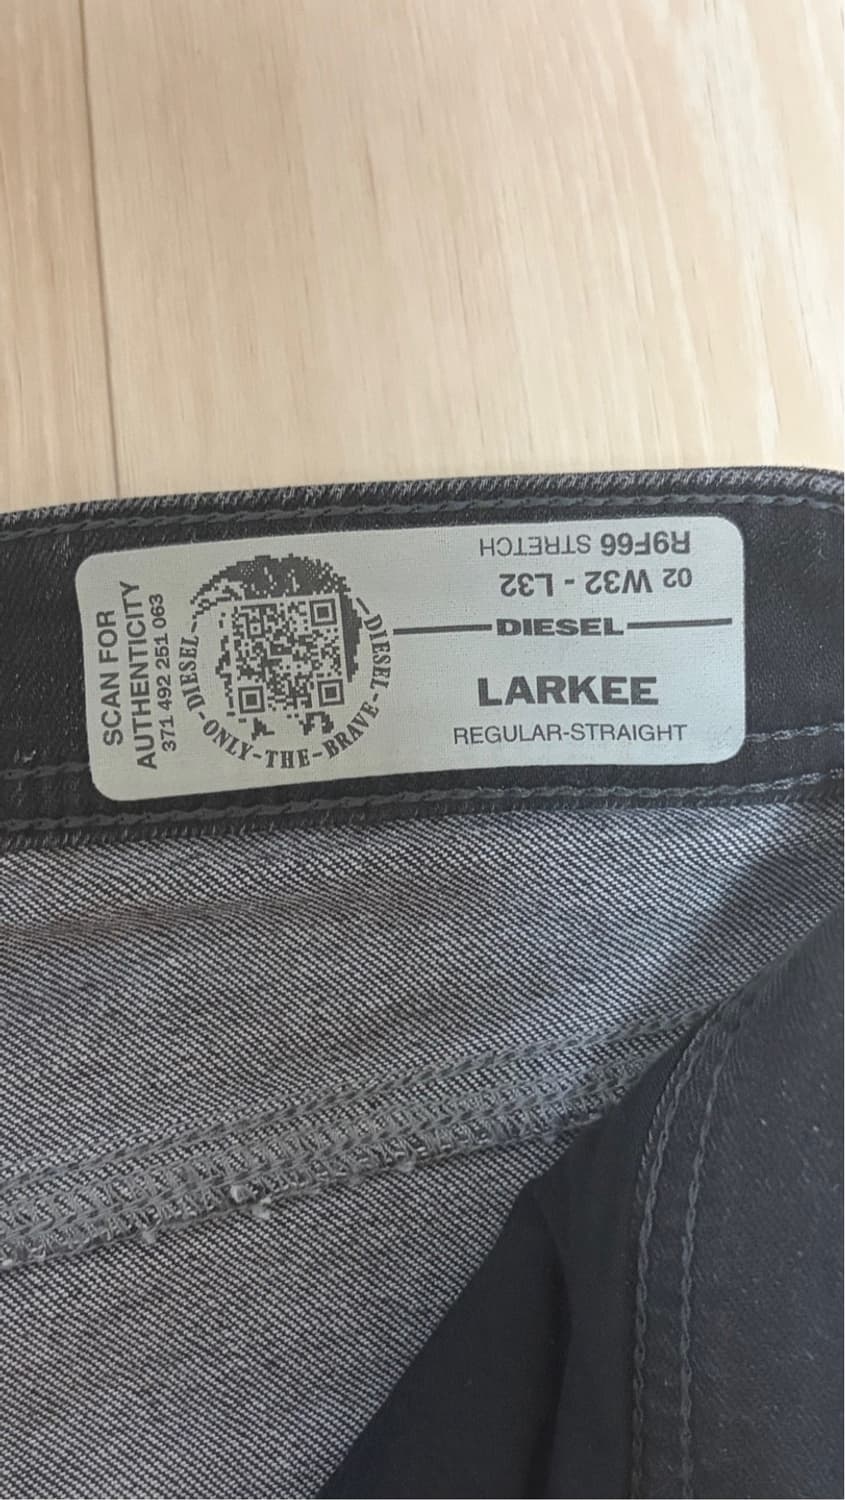 SCAN FOR
AUTHENTICITY
371 492 251 063
DIESEL-ONLY-THE-BRAVE-DIESEL
R9F66 STRETCH
02 W32 - L32
DIESEL
LARKEE
REGULAR-STRAIGHT